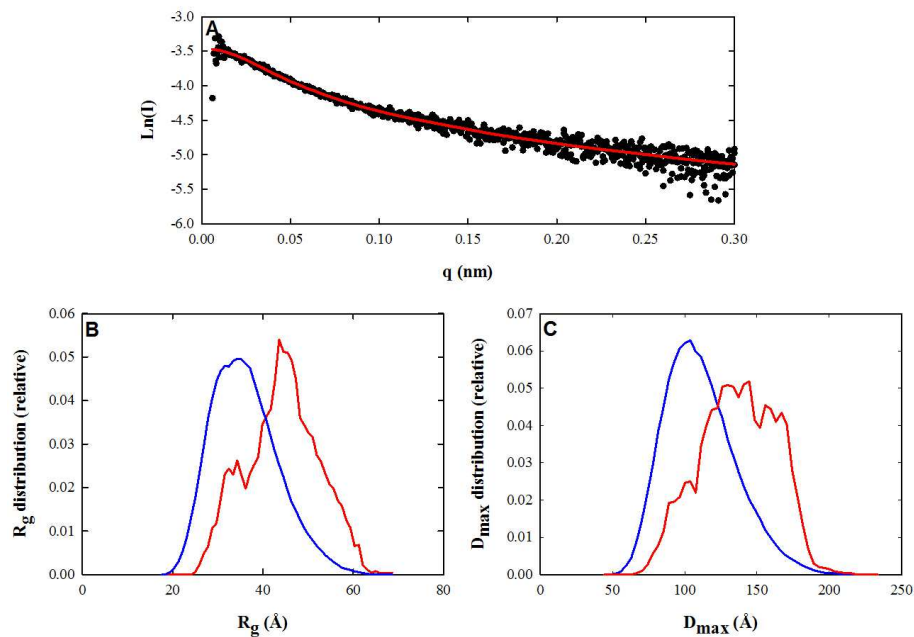 A
-3.0
-3.5
-4.0
-4.5
-5.0
-5.5
-6.0
Ln(I)
0.00 0.05 0.10 0.15 0.20 0.25 0.30
q (nm)
B
0.06
0.05
0.04
0.03
0.02
0.01
0.00
Rg distribution (relative)
0 20 40 60 80
Rg (Å)
C
0.07
0.06
0.05
0.04
0.03
0.02
0.01
0.00
Dmax distribution (relative)
0 50 100 150 200 250
Dmax (Å)